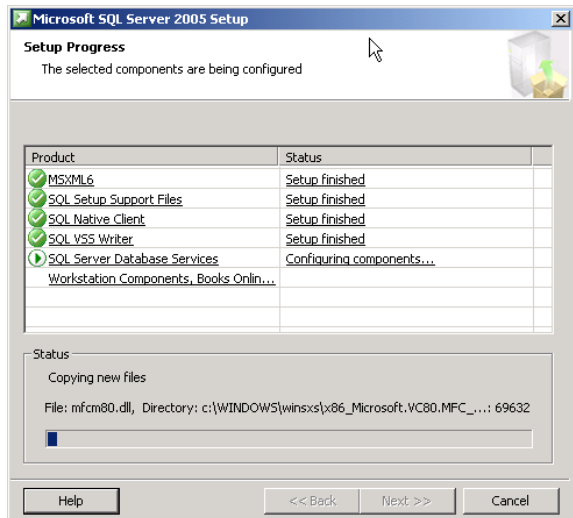 Microsoft SQL Server 2005 Setup
Setup Progress
The selected components are being configured
Product Status
MSXML6 Setup finished
SQL Setup Support Files Setup finished
SQL Native Client Setup finished
SQL VSS Writer Setup finished
SQL Server Database Services Configuring components...
Workstation Components, Books Onlin...
Status
Copying new files
File: mfcm80.dll, Directory: c:\WINDOWS\winsxs\x86_Microsoft.VC80.MFC_...: 69632
Help << Back Next >> Cancel